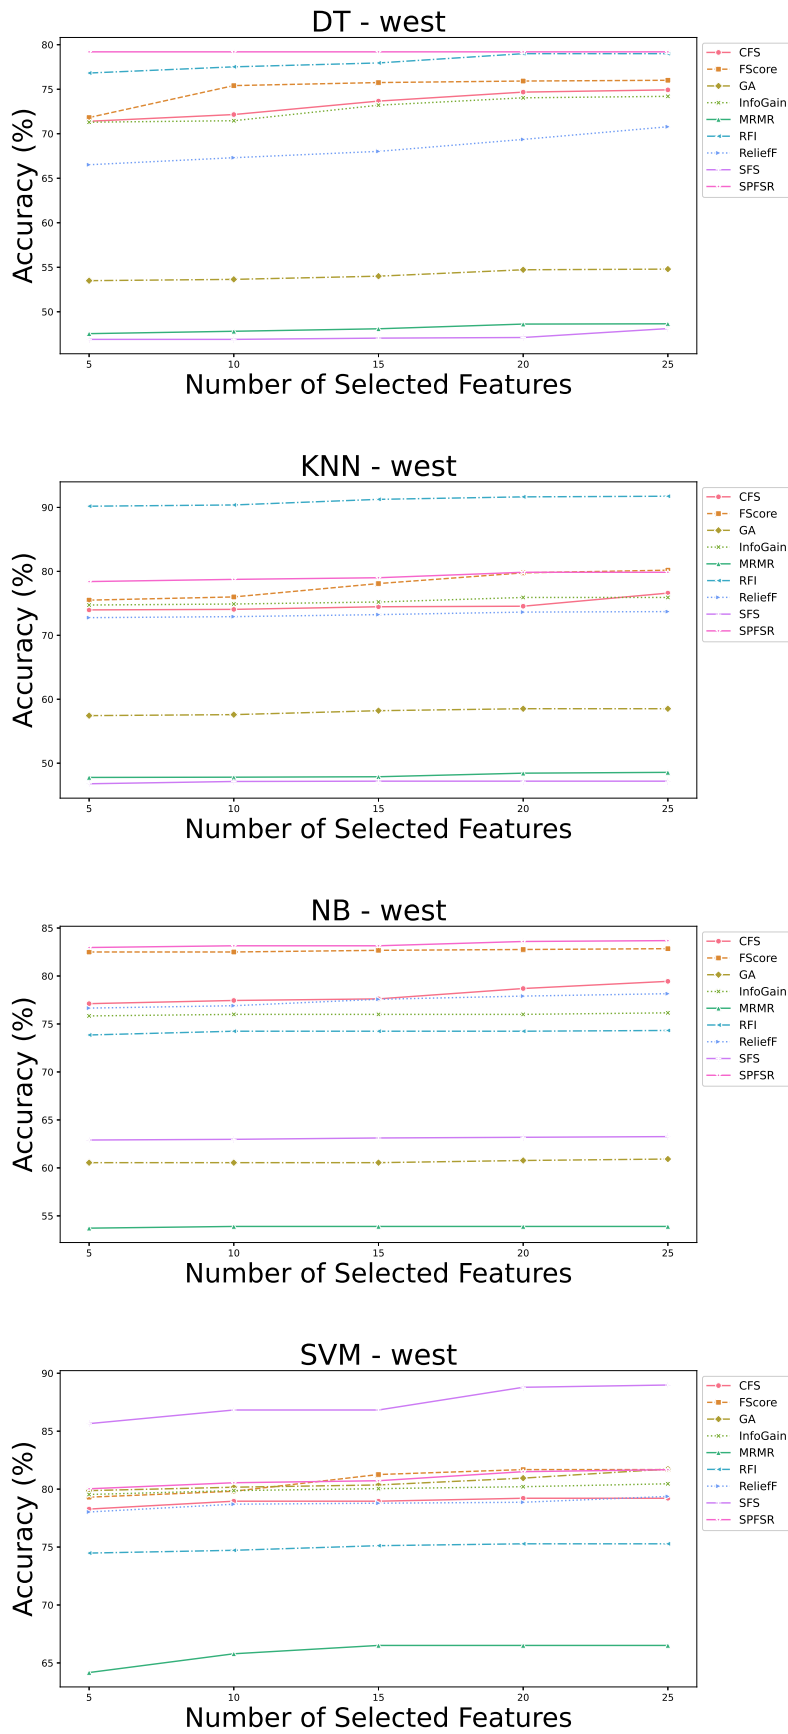 DT - west
80
75
70
65
60
55
50
Accuracy (%)
5 10 15 20 25
Number of Selected Features
CFS
FScore
GA
InfoGain
MRMR
RFI
ReliefF
SFS
SPFSR
KNN - west
90
80
70
60
50
Accuracy (%)
5 10 15 20 25
Number of Selected Features
CFS
FScore
GA
InfoGain
MRMR
RFI
ReliefF
SFS
SPFSR
NB - west
85
80
75
70
65
60
55
Accuracy (%)
5 10 15 20 25
Number of Selected Features
CFS
FScore
GA
InfoGain
MRMR
RFI
ReliefF
SFS
SPFSR
SVM - west
90
85
80
75
70
65
Accuracy (%)
5 10 15 20 25
Number of Selected Features
CFS
FScore
GA
InfoGain
MRMR
RFI
ReliefF
SFS
SPFSR